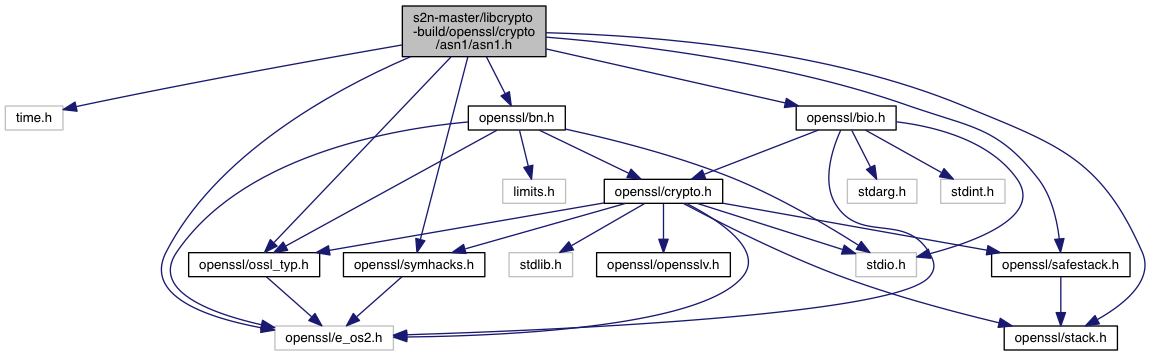 s2n-master/libcrypto
-build/openssl/crypto
/asn1/asn1.h
time.h
openssl/bn.h
openssl/bio.h
limits.h
openssl/crypto.h
stdarg.h
stdint.h
openssl/ossl_typ.h
openssl/symhacks.h
stdlib.h
openssl/opensslv.h
stdio.h
openssl/safestack.h
openssl/e_os2.h
openssl/stack.h